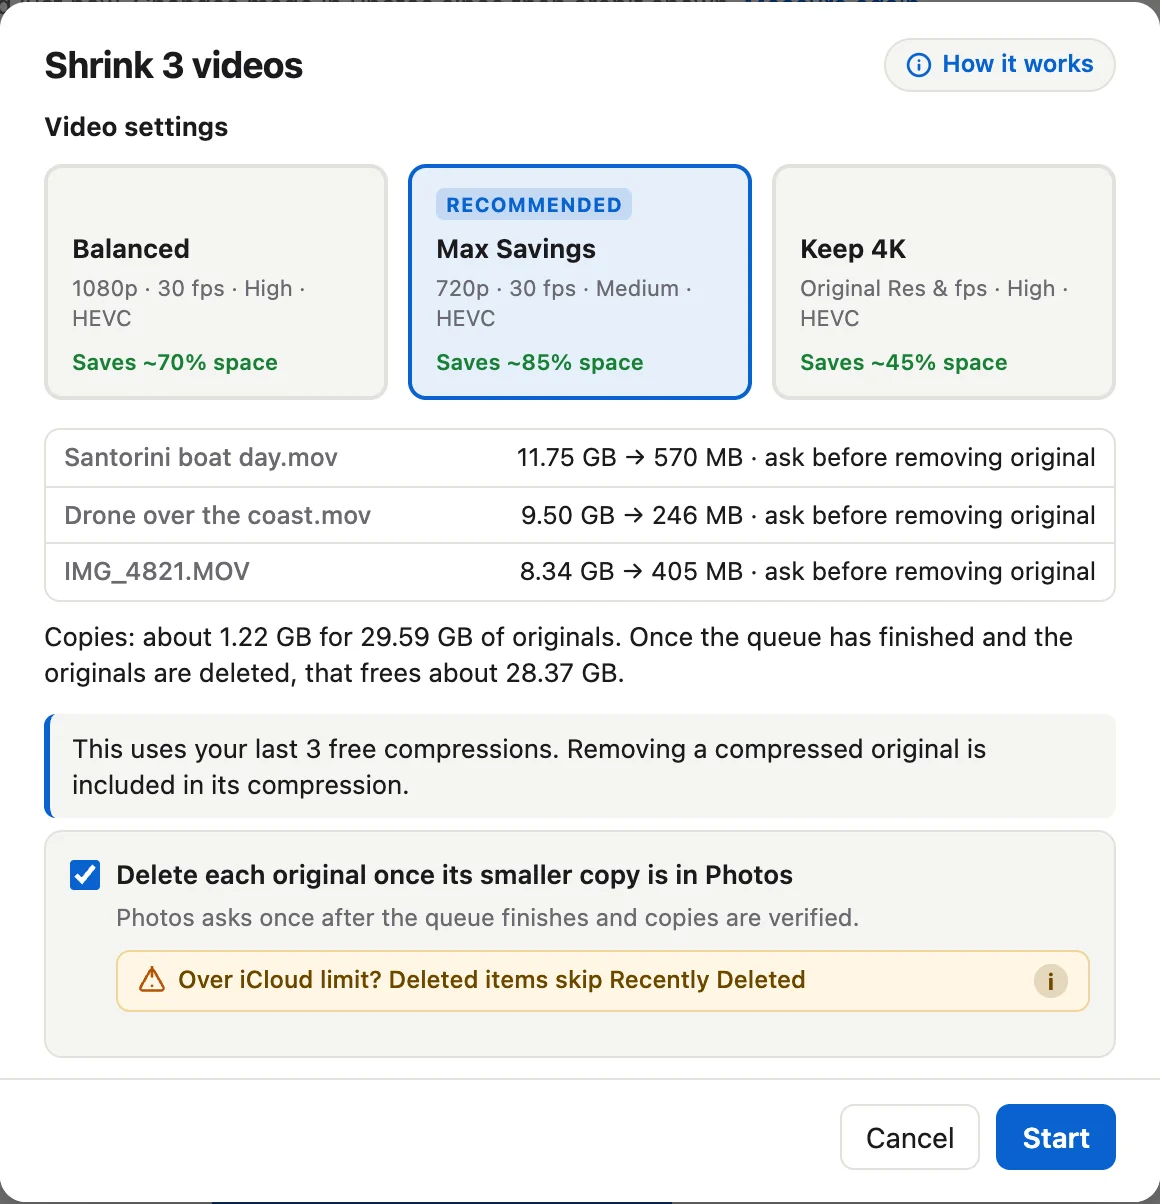 Shrink 3 videos
How it works
Video settings
Balanced
1080p · 30 fps · High ·
HEVC
Saves ~70% space
RECOMMENDED
Max Savings
720p · 30 fps · Medium ·
HEVC
Saves ~85% space
Keep 4K
Original Res & fps · High ·
HEVC
Saves ~45% space
Santorini boat day.mov 11.75 GB → 570 MB · ask before removing original
Drone over the coast.mov 9.50 GB → 246 MB · ask before removing original
IMG_4821.MOV 8.34 GB → 405 MB · ask before removing original
Copies: about 1.22 GB for 29.59 GB of originals. Once the queue has finished and the
originals are deleted, that frees about 28.37 GB.
This uses your last 3 free compressions. Removing a compressed original is
included in its compression.
Delete each original once its smaller copy is in Photos
Photos asks once after the queue finishes and copies are verified.
Over iCloud limit? Deleted items skip Recently Deleted
Cancel
Start